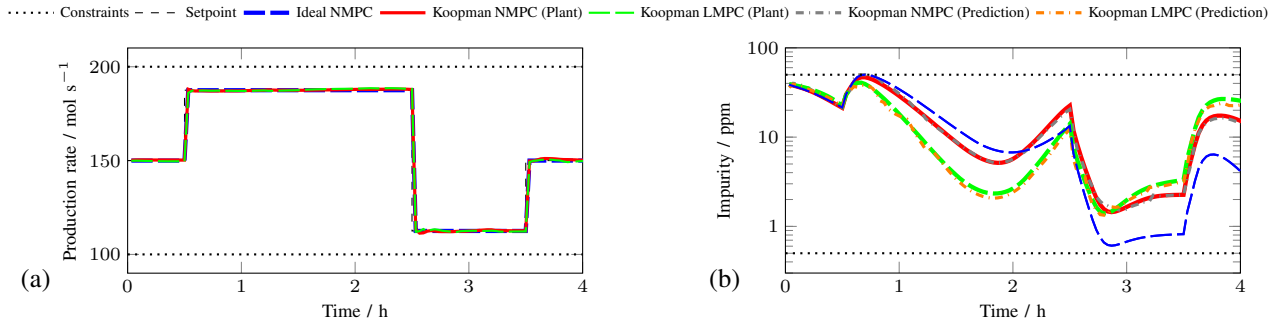 Constraints Setpoint Ideal NMPC Koopman NMPC (Plant) Koopman LMPC (Plant) Koopman NMPC (Prediction) Koopman LMPC (Prediction)
200
150
100
Production rate / mol s⁻¹
0 1 2 3 4
Time / h
(a)
100
10
1
Impurity / ppm
0 1 2 3 4
Time / h
(b)